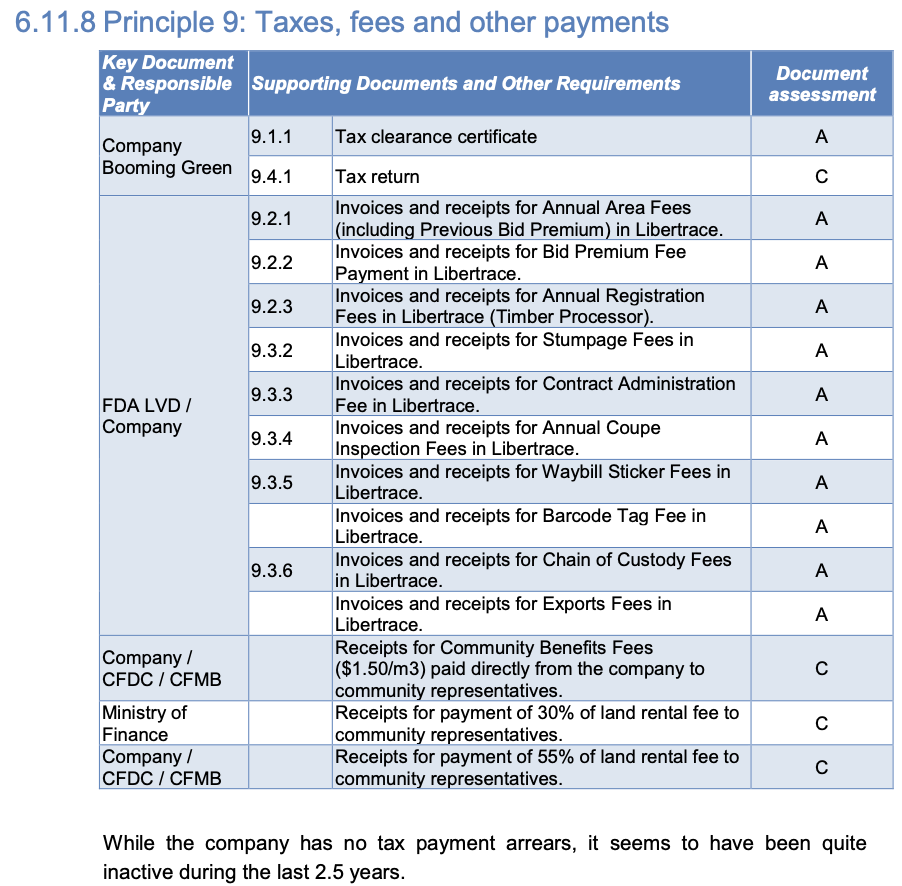 6.11.8 Principle 9: Taxes, fees and other payments
Key Document
& Responsible
Party
Supporting Documents and Other Requirements
Document
assessment
Company
Booming Green
9.1.1
Tax clearance certificate
A
9.4.1
Tax return
C
FDA LVD /
Company
9.2.1
Invoices and receipts for Annual Area Fees
(including Previous Bid Premium) in Libertrace.
A
9.2.2
Invoices and receipts for Bid Premium Fee
Payment in Libertrace.
A
9.2.3
Invoices and receipts for Annual Registration
Fees in Libertrace (Timber Processor).
A
9.3.2
Invoices and receipts for Stumpage Fees in
Libertrace.
A
9.3.3
Invoices and receipts for Contract Administration
Fee in Libertrace.
A
9.3.4
Invoices and receipts for Annual Coupe
Inspection Fees in Libertrace.
A
9.3.5
Invoices and receipts for Waybill Sticker Fees in
Libertrace.
A
Invoices and receipts for Barcode Tag Fee in
Libertrace.
A
9.3.6
Invoices and receipts for Chain of Custody Fees
in Libertrace.
A
Invoices and receipts for Exports Fees in
Libertrace.
A
Company /
CFDC / CFMB
Receipts for Community Benefits Fees
($1.50/m3) paid directly from the company to
community representatives.
C
Ministry of
Finance
Receipts for payment of 30% of land rental fee to
community representatives.
C
Company /
CFDC / CFMB
Receipts for payment of 55% of land rental fee to
community representatives.
C
While the company has no tax payment arrears, it seems to have been quite
inactive during the last 2.5 years.